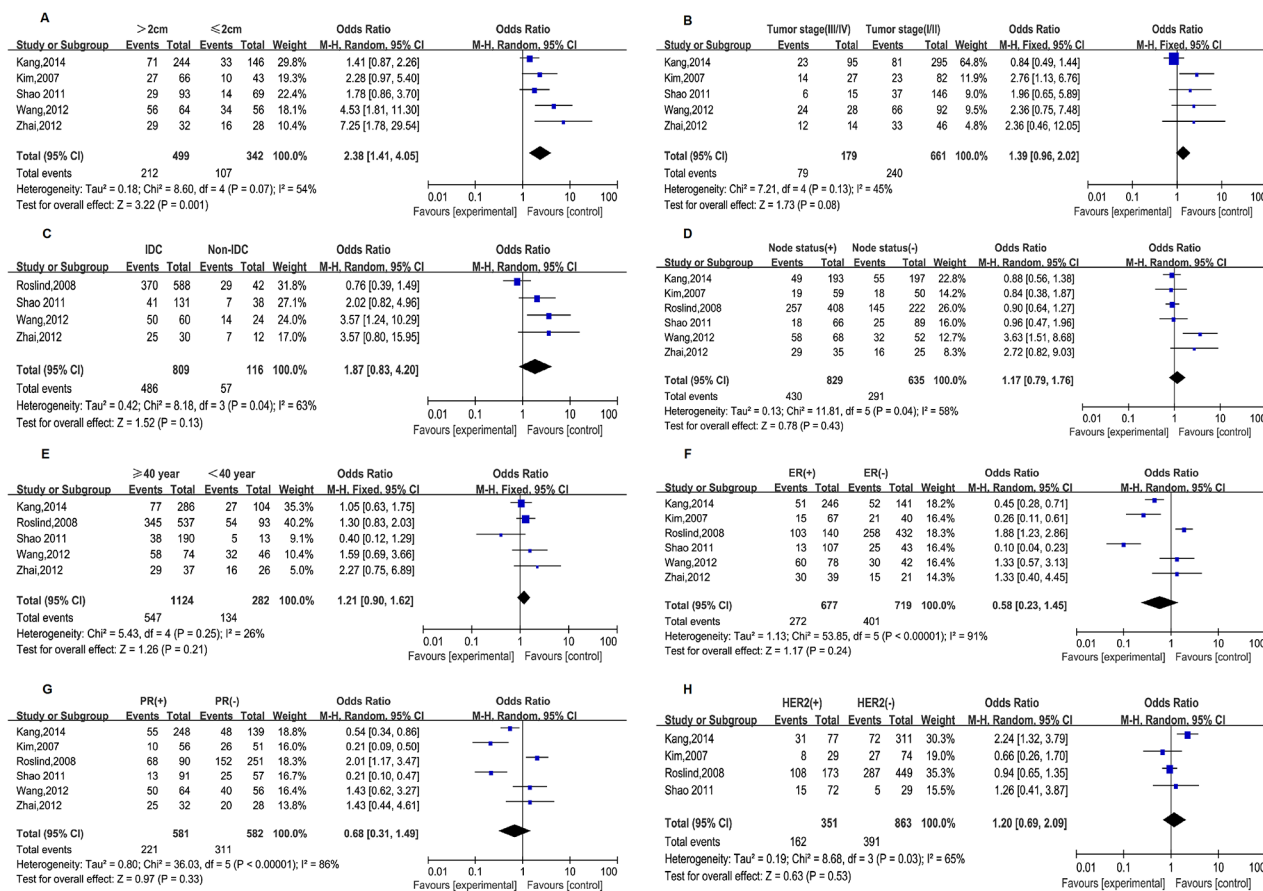 A
>2cm ≤2cm Odds Ratio Odds Ratio
Study or Subgroup Events Total Events Total Weight M-H. Random. 95% CI M-H. Random. 95% CI
Kang,2014 71 244 33 146 29.8% 1.41 [0.87, 2.26]
Kim,2007 27 66 10 43 19.3% 2.28 [0.97, 5.40]
Shao 2011 29 93 14 69 22.4% 1.78 [0.86, 3.70]
Wang,2012 56 64 34 56 18.1% 4.53 [1.81, 11.30]
Zhai,2012 29 32 16 28 10.4% 7.25 [1.78, 29.54]
Total (95% CI) 499 342 100.0% 2.38 [1.41, 4.05]
Total events 212 107
Heterogeneity: Tau² = 0.18; Chi² = 8.60, df = 4 (P = 0.07); I² = 54%
Test for overall effect: Z = 3.22 (P = 0.001)
0.01 0.1 1 10 100
Favours [experimental] Favours [control]
B
Tumor stage(III/IV) Tumor stage(I/II) Odds Ratio Odds Ratio
Study or Subgroup Events Total Events Total Weight M-H. Fixed. 95% CI M-H. Fixed. 95% CI
Kang,2014 23 95 81 295 64.8% 0.84 [0.49, 1.44]
Kim,2007 14 27 23 82 11.9% 2.76 [1.13, 6.76]
Shao 2011 6 15 37 146 9.0% 1.96 [0.65, 5.89]
Wang,2012 24 28 66 92 9.5% 2.36 [0.75, 7.48]
Zhai,2012 12 14 33 46 4.8% 2.36 [0.46, 12.05]
Total (95% CI) 179 661 100.0% 1.39 [0.96, 2.02]
Total events 79 240
Heterogeneity: Chi² = 7.21, df = 4 (P = 0.13); I² = 45%
Test for overall effect: Z = 1.73 (P = 0.08)
0.01 0.1 1 10 100
Favours [experimental] Favours [control]
C
IDC Non-IDC Odds Ratio Odds Ratio
Study or Subgroup Events Total Events Total Weight M-H. Random. 95% CI M-H. Random. 95% CI
Roslind,2008 370 588 29 42 31.8% 0.76 [0.39, 1.49]
Shao 2011 41 131 7 38 27.1% 2.02 [0.82, 4.96]
Wang,2012 50 60 14 24 24.0% 3.57 [1.24, 10.29]
Zhai,2012 25 30 7 12 17.0% 3.57 [0.80, 15.95]
Total (95% CI) 809 116 100.0% 1.87 [0.83, 4.20]
Total events 486 57
Heterogeneity: Tau² = 0.42; Chi² = 8.18, df = 3 (P = 0.04); I² = 63%
Test for overall effect: Z = 1.52 (P = 0.13)
0.01 0.1 1 10 100
Favours [experimental] Favours [control]
D
Node status(+) Node status(-) Odds Ratio Odds Ratio
Study or Subgroup Events Total Events Total Weight M-H. Random. 95% CI M-H. Random. 95% CI
Kang,2014 49 193 55 197 22.8% 0.88 [0.56, 1.38]
Kim,2007 19 59 18 50 14.2% 0.84 [0.38, 1.87]
Roslind,2008 257 408 145 222 26.0% 0.90 [0.64, 1.27]
Shao 2011 18 66 25 89 16.0% 0.96 [0.47, 1.96]
Wang,2012 58 68 32 52 12.7% 3.63 [1.51, 8.68]
Zhai,2012 29 35 16 25 8.3% 2.72 [0.82, 9.03]
Total (95% CI) 829 635 100.0% 1.17 [0.79, 1.76]
Total events 430 291
Heterogeneity: Tau² = 0.13; Chi² = 11.81, df = 5 (P = 0.04); I² = 58%
Test for overall effect: Z = 0.78 (P = 0.43)
0.01 0.1 1 10 100
Favours [experimental] Favours [control]
E
≥40 year <40 year Odds Ratio Odds Ratio
Study or Subgroup Events Total Events Total Weight M-H. Fixed. 95% CI M-H. Fixed. 95% CI
Kang,2014 77 286 27 104 35.3% 1.05 [0.63, 1.75]
Roslind,2008 345 537 54 93 40.2% 1.30 [0.83, 2.03]
Shao 2011 38 190 5 13 9.1% 0.40 [0.12, 1.29]
Wang,2012 58 74 32 46 10.4% 1.59 [0.69, 3.66]
Zhai,2012 29 37 16 26 5.0% 2.27 [0.75, 6.89]
Total (95% CI) 1124 282 100.0% 1.21 [0.90, 1.62]
Total events 547 134
Heterogeneity: Chi² = 5.43, df = 4 (P = 0.25); I² = 26%
Test for overall effect: Z = 1.26 (P = 0.21)
0.01 0.1 1 10 100
Favours [experimental] Favours [control]
F
ER(+) ER(-) Odds Ratio Odds Ratio
Study or Subgroup Events Total Events Total Weight M-H. Random. 95% CI M-H. Random. 95% CI
Kang,2014 51 246 52 141 18.2% 0.45 [0.28, 0.71]
Kim,2007 15 67 21 40 16.4% 0.26 [0.11, 0.61]
Roslind,2008 103 140 258 432 18.3% 1.88 [1.23, 2.86]
Shao 2011 13 107 25 43 16.4% 0.10 [0.04, 0.23]
Wang,2012 60 78 30 42 16.4% 1.33 [0.57, 3.13]
Zhai,2012 30 39 15 21 14.3% 1.33 [0.40, 4.45]
Total (95% CI) 677 719 100.0% 0.58 [0.23, 1.45]
Total events 272 401
Heterogeneity: Tau² = 1.13; Chi² = 53.85, df = 5 (P < 0.00001); I² = 91%
Test for overall effect: Z = 1.17 (P = 0.24)
0.01 0.1 1 10 100
Favours [experimental] Favours [control]
G
PR(+) PR(-) Odds Ratio Odds Ratio
Study or Subgroup Events Total Events Total Weight M-H. Random. 95% CI M-H. Random. 95% CI
Kang,2014 55 248 48 139 18.8% 0.54 [0.34, 0.86]
Kim,2007 10 56 26 51 16.0% 0.21 [0.09, 0.50]
Roslind,2008 68 90 152 251 18.3% 2.01 [1.17, 3.47]
Shao 2011 13 91 25 57 16.7% 0.21 [0.10, 0.47]
Wang,2012 50 64 40 56 16.4% 1.43 [0.62, 3.27]
Zhai,2012 25 32 20 28 13.8% 1.43 [0.44, 4.61]
Total (95% CI) 581 582 100.0% 0.68 [0.31, 1.49]
Total events 221 311
Heterogeneity: Tau² = 0.80; Chi² = 36.03, df = 5 (P < 0.00001); I² = 86%
Test for overall effect: Z = 0.97 (P = 0.33)
0.01 0.1 1 10 100
Favours [experimental] Favours [control]
H
HER2(+) HER2(-) Odds Ratio Odds Ratio
Study or Subgroup Events Total Events Total Weight M-H. Random. 95% CI M-H. Random. 95% CI
Kang,2014 31 77 72 311 30.3% 2.24 [1.32, 3.79]
Kim,2007 8 29 27 74 18.9% 0.66 [0.26, 1.70]
Roslind,2008 108 173 287 449 35.3% 0.94 [0.65, 1.35]
Shao 2011 15 72 5 29 15.5% 1.26 [0.41, 3.87]
Total (95% CI) 351 863 100.0% 1.20 [0.69, 2.09]
Total events 162 391
Heterogeneity: Tau² = 0.19; Chi² = 8.68, df = 3 (P = 0.03); I² = 65%
Test for overall effect: Z = 0.63 (P = 0.53)
0.01 0.1 1 10 100
Favours [experimental] Favours [control]